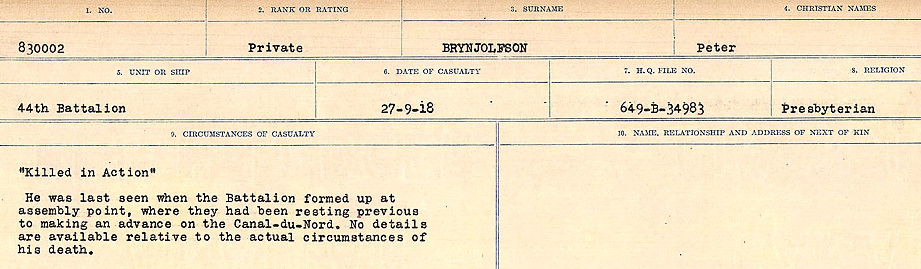 1. NO. 2. RANK OR RATING 3. SURNAME 4. CHRISTIAN NAMES
830002 Private BRYNJOLFSON Peter
5. UNIT OR SHIP 6. DATE OF CASUALTY 7. H.Q. FILE NO. 8. RELIGION
44th Battalion 27-9-18 649-B-34983 Presbyterian
9. CIRCUMSTANCES OF CASUALTY 10. NAME, RELATIONSHIP AND ADDRESS OF NEXT OF KIN
"Killed in Action"
He was last seen when the Battalion formed up at
assembly point, where they had been resting previous
to making an advance on the Canal-du-Nord. No details
are available relative to the actual circumstances of
his death.